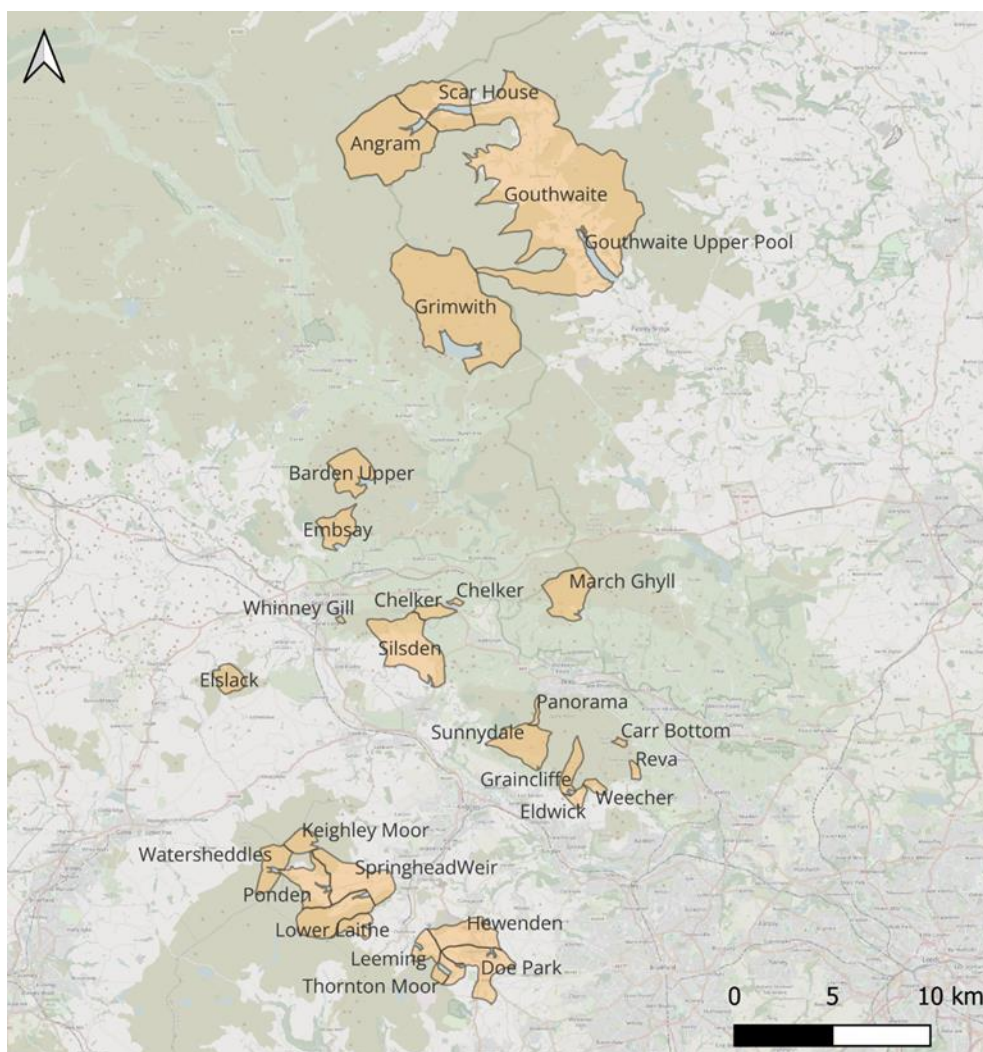 Scar House
Angram
Gouthwaite
Gouthwaite Upper Pool
Grimwith
Barden Upper
Embsay
March Ghyll
Chelker
Chelker
Whinney Gill
Silsden
Elslack
Panorama
Sunnydale
Carr Bottom
Reva
Graincliffe
Weecher
Eldwick
Keighley Moor
Watersheddles
SpringheadWeir
Ponden
Hewenden
Lower Laithe
Leeming
Doe Park
Thornton Moor
0 5 10 km